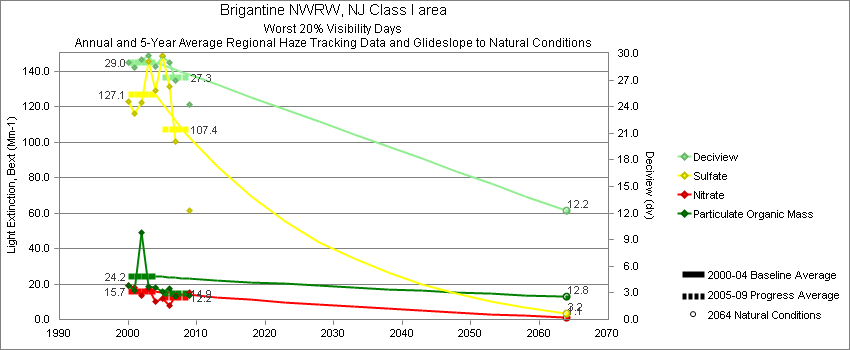 Brigantine NWRW, NJ Class I area
Worst 20% Visibility Days
Annual and 5-Year Average Regional Haze Tracking Data and Glideslope to Natural Conditions
Light Extinction, Bext (Mm-1)
140.0
120.0
100.0
80.0
60.0
40.0
20.0
0.0
29.0
27.3
127.1
107.4
12.2
24.2
15.7
14.9
12.2
12.8
3.2
1.1
30.0
27.0
24.0
21.0
18.0
15.0
12.0
9.0
6.0
3.0
0.0
Deciview (dv)
1990 2000 2010 2020 2030 2040 2050 2060 2070
Deciview
Sulfate
Nitrate
Particulate Organic Mass
2000-04 Baseline Average
2005-09 Progress Average
2064 Natural Conditions